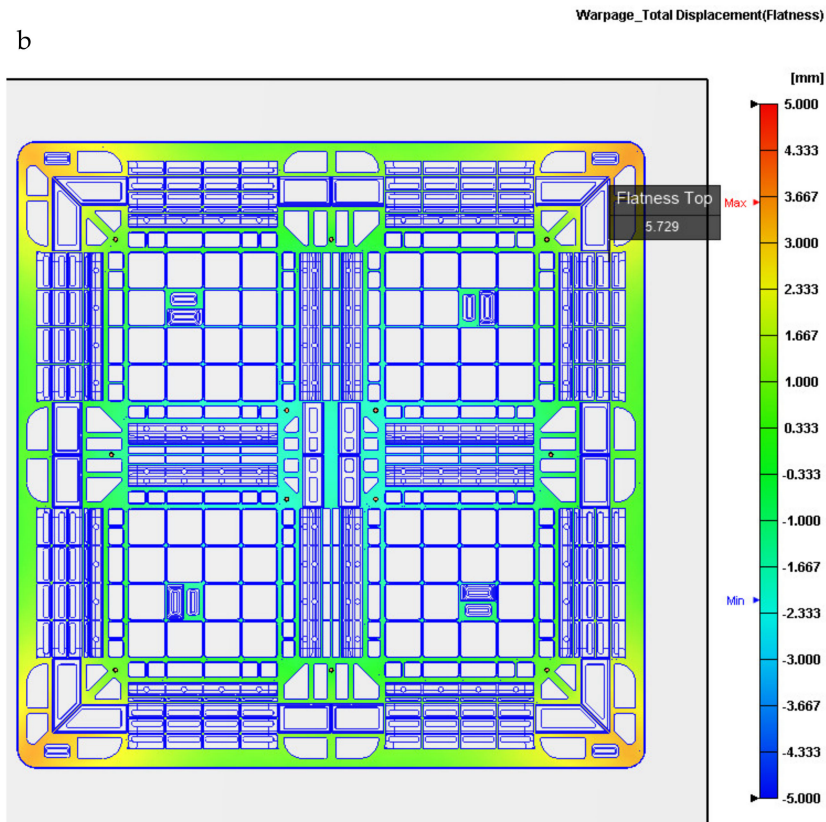 Warpage_Total Displacement(Flatness)
b
[mm]
5.000
4.333
Flatness Top
Max
3.667
5.729
3.000
2.333
1.667
1.000
0.333
-0.333
-1.000
-1.667
Min
-2.333
-3.000
-3.667
-4.333
-5.000